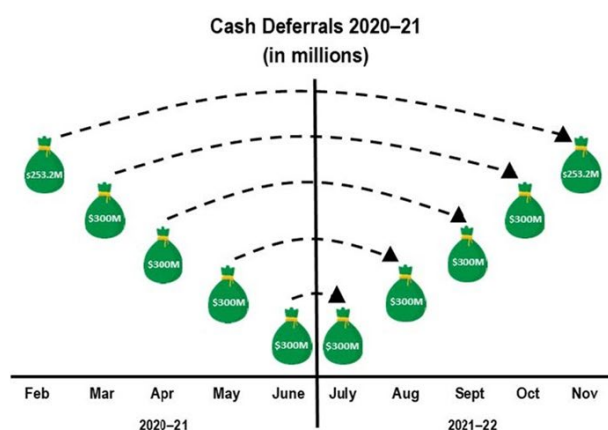 Cash Deferrals 2020–21
(in millions)
$253.2M $253.2M
$300M $300M
$300M $300M
$300M $300M
$300M $300M
Feb Mar Apr May June July Aug Sept Oct Nov
2020–21 2021–22